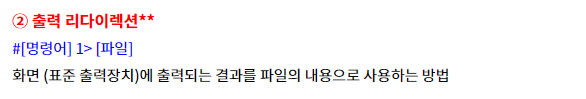 ② 출력 리다이렉션**
#[명령어] 1> [파일]
화면 (표준 출력장치)에 출력되는 결과를 파일의 내용으로 사용하는 방법